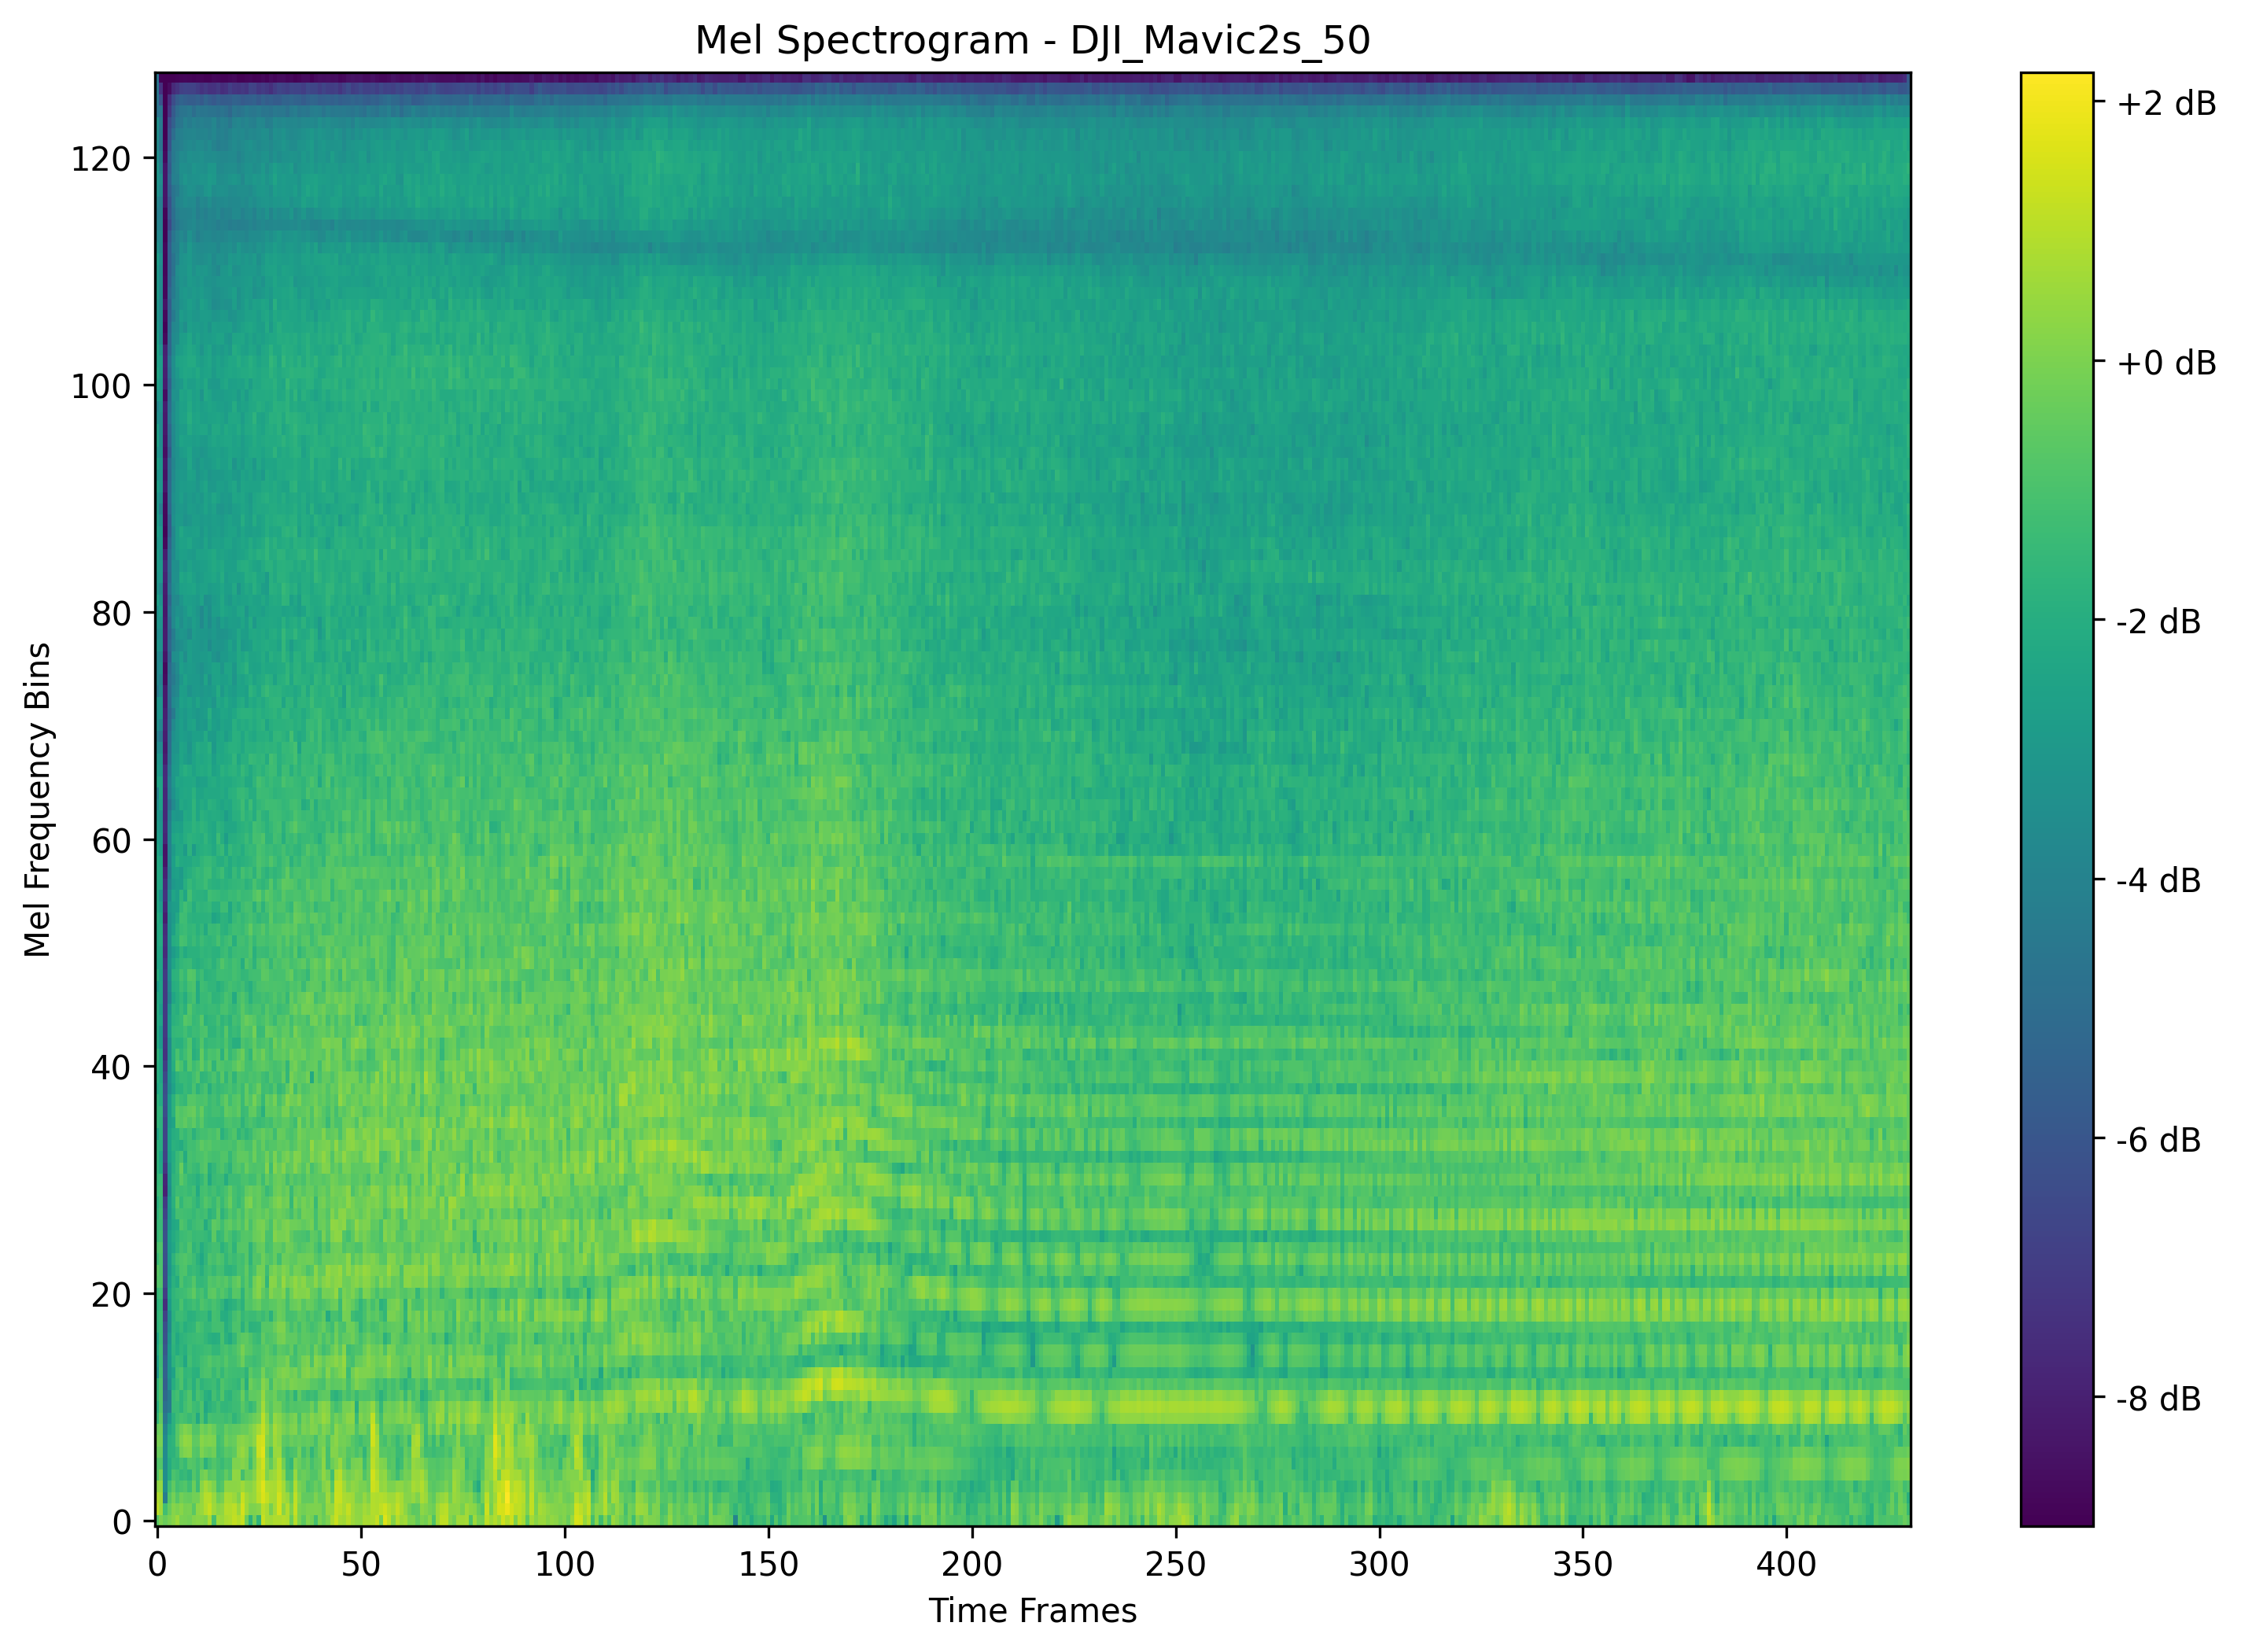 Mel Spectrogram - DJI_Mavic2s_50
Mel Frequency Bins
120
100
80
60
40
20
0
0 50 100 150 200 250 300 350 400
Time Frames
+2 dB
+0 dB
-2 dB
-4 dB
-6 dB
-8 dB